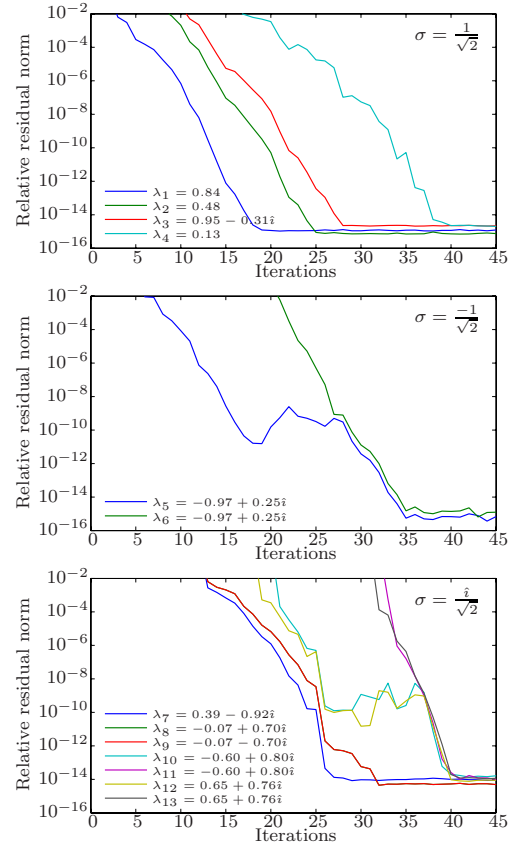 10⁻²
10⁻⁴
10⁻⁶
10⁻⁸
10⁻¹⁰
10⁻¹²
10⁻¹⁴
10⁻¹⁶
Relative residual norm
σ = 1/√2
λ₁ = 0.84
λ₂ = 0.48
λ₃ = 0.95 − 0.31î
λ₄ = 0.13
0 5 10 15 20 25 30 35 40 45
Iterations
10⁻²
10⁻⁴
10⁻⁶
10⁻⁸
10⁻¹⁰
10⁻¹²
10⁻¹⁴
10⁻¹⁶
Relative residual norm
σ = −1/√2
λ₅ = −0.97 + 0.25î
λ₆ = −0.97 + 0.25î
0 5 10 15 20 25 30 35 40 45
Iterations
10⁻²
10⁻⁴
10⁻⁶
10⁻⁸
10⁻¹⁰
10⁻¹²
10⁻¹⁴
10⁻¹⁶
Relative residual norm
σ = î/√2
λ₇ = 0.39 − 0.92î
λ₈ = −0.07 + 0.70î
λ₉ = −0.07 − 0.70î
λ₁₀ = −0.60 + 0.80î
λ₁₁ = −0.60 + 0.80î
λ₁₂ = 0.65 + 0.76î
λ₁₃ = 0.65 + 0.76î
0 5 10 15 20 25 30 35 40 45
Iterations